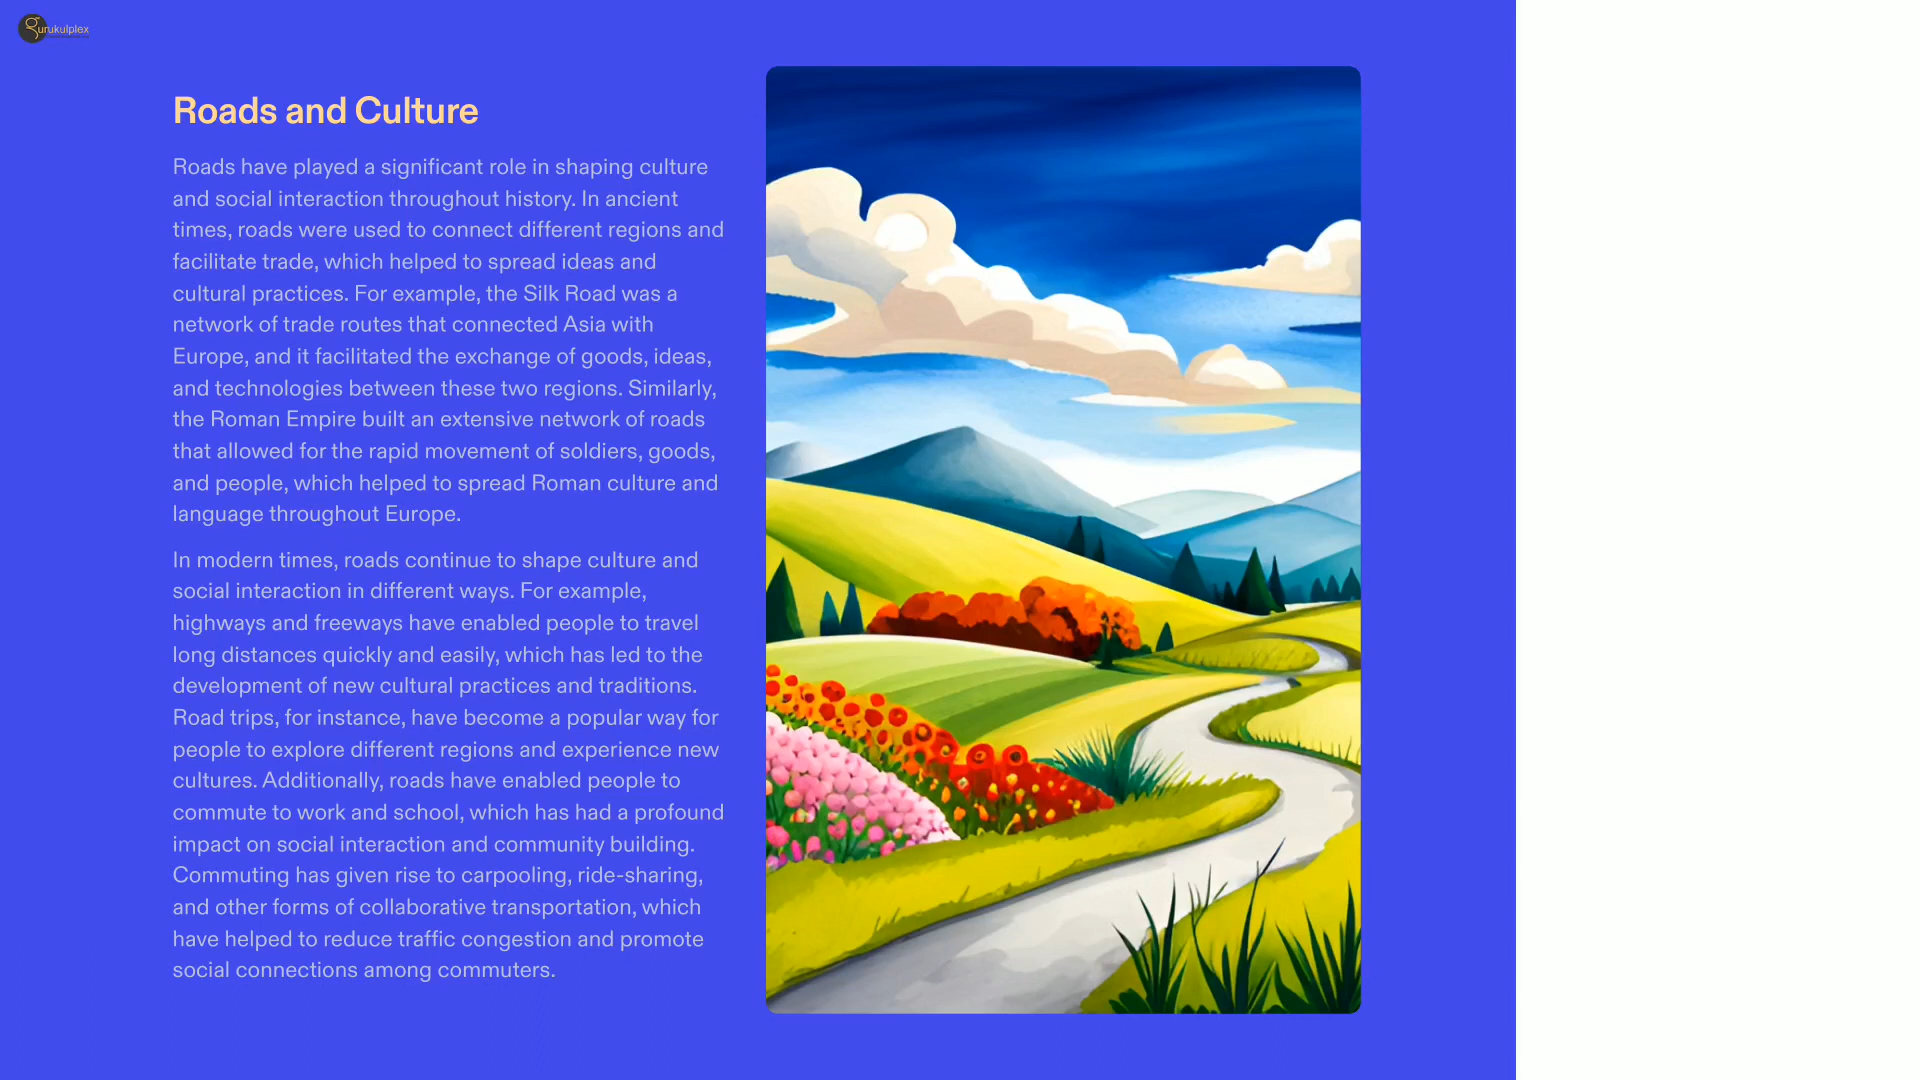 gurukulplex
Roads and Culture
Roads have played a significant role in shaping culture
and social interaction throughout history. In ancient
times, roads were used to connect different regions and
facilitate trade, which helped to spread ideas and
cultural practices. For example, the Silk Road was a
network of trade routes that connected Asia with
Europe, and it facilitated the exchange of goods, ideas,
and technologies between these two regions. Similarly,
the Roman Empire built an extensive network of roads
that allowed for the rapid movement of soldiers, goods,
and people, which helped to spread Roman culture and
language throughout Europe.
In modern times, roads continue to shape culture and
social interaction in different ways. For example,
highways and freeways have enabled people to travel
long distances quickly and easily, which has led to the
development of new cultural practices and traditions.
Road trips, for instance, have become a popular way for
people to explore different regions and experience new
cultures. Additionally, roads have enabled people to
commute to work and school, which has had a profound
impact on social interaction and community building.
Commuting has given rise to carpooling, ride-sharing,
and other forms of collaborative transportation, which
have helped to reduce traffic congestion and promote
social connections among commuters.